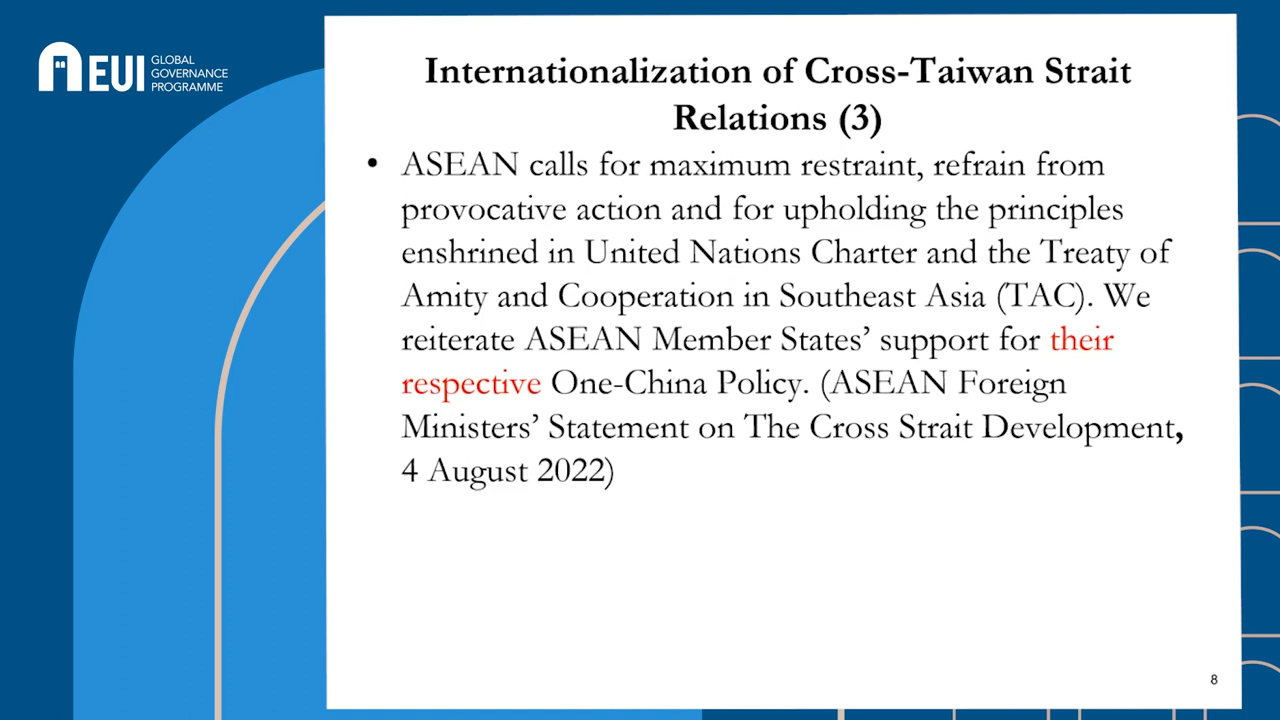 EUI
GLOBAL
GOVERNANCE
PROGRAMME
Internationalization of Cross-Taiwan Strait
Relations (3)
• ASEAN calls for maximum restraint, refrain from
provocative action and for upholding the principles
enshrined in United Nations Charter and the Treaty of
Amity and Cooperation in Southeast Asia (TAC). We
reiterate ASEAN Member States’ support for their
respective One-China Policy. (ASEAN Foreign
Ministers’ Statement on The Cross Strait Development,
4 August 2022)
8